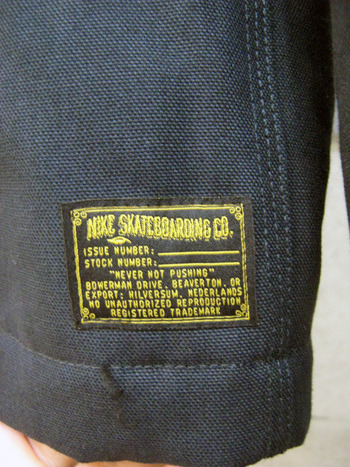 NIKE SKATEBOARDING CO.
ISSUE NUMBER:
STOCK NUMBER:
"NEVER NOT PUSHING"
BOWERMAN DRIVE, BEAVERTON, OR
EXPORT: HILVERSUM, NEDERLANDS
NO UNAUTHORIZED REPRODUCTION
REGISTERED TRADEMARK